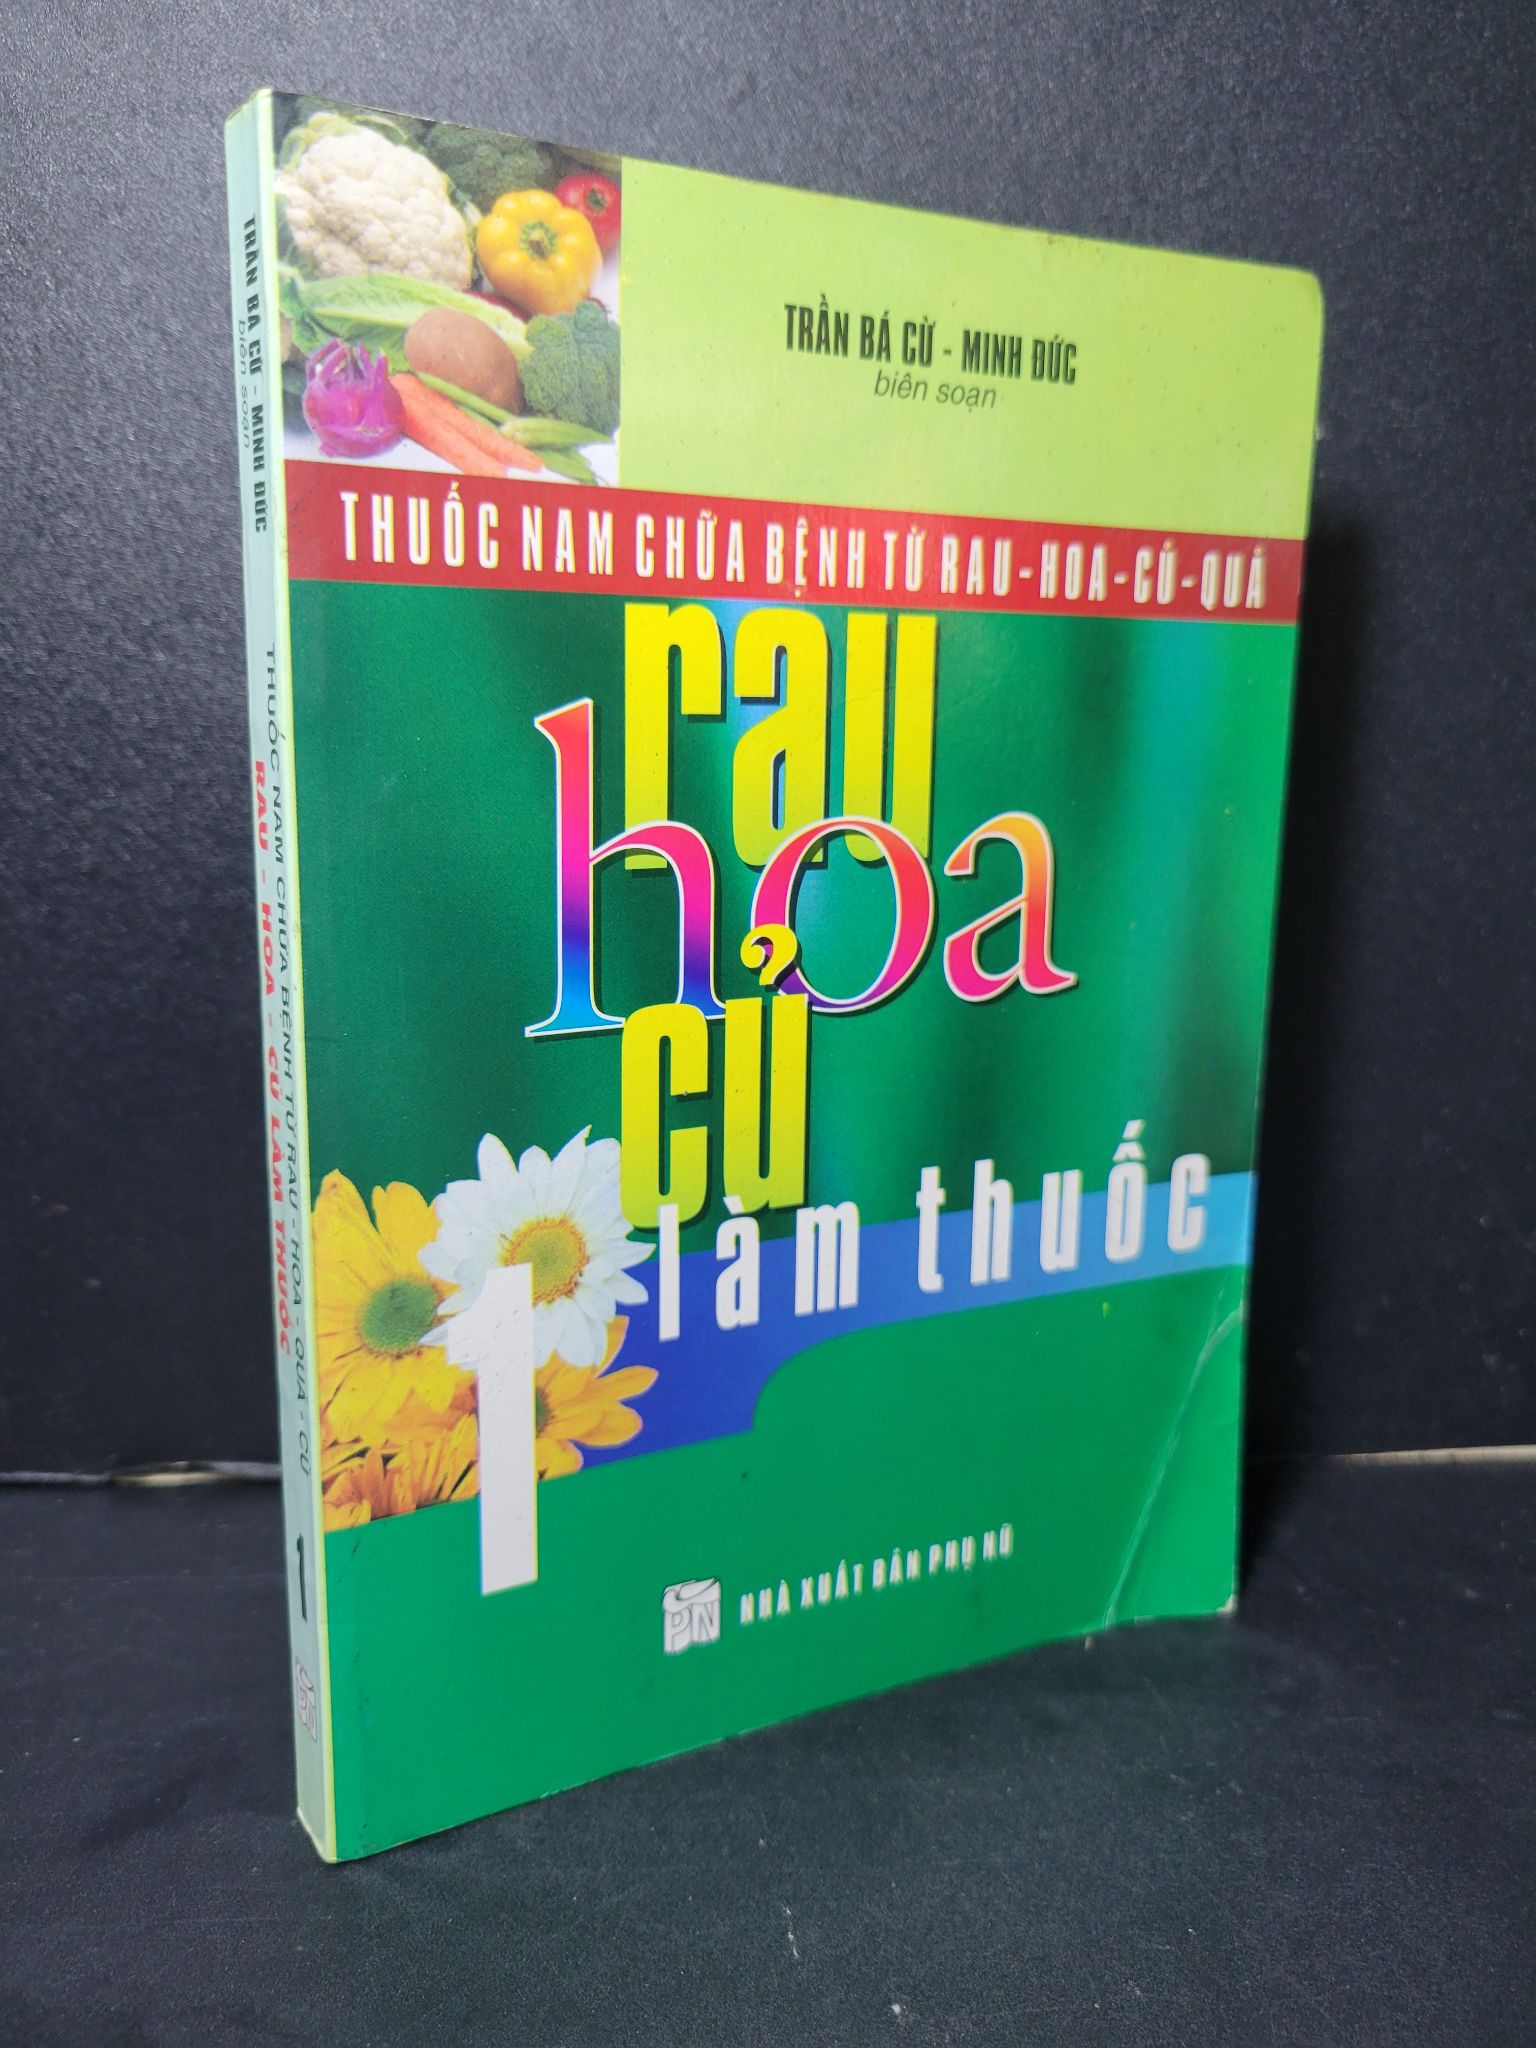 TRẦN BÁ CỪ - MINH ĐỨC
biên soạn
THUỐC NAM CHỮA BỆNH TỪ RAU-HOA-CỦ-QUẢ
rau
hoa
củ
làm thuốc
1
PN NHÀ XUẤT BẢN PHỤ NỮ
TRẦN BÁ CỪ - MINH ĐỨC
biên soạn
THUỐC NAM CHỮA BỆNH TỪ RAU - HOA - QUẢ - CỦ
RAU - HOA - CỦ LÀM THUỐC
1
PN